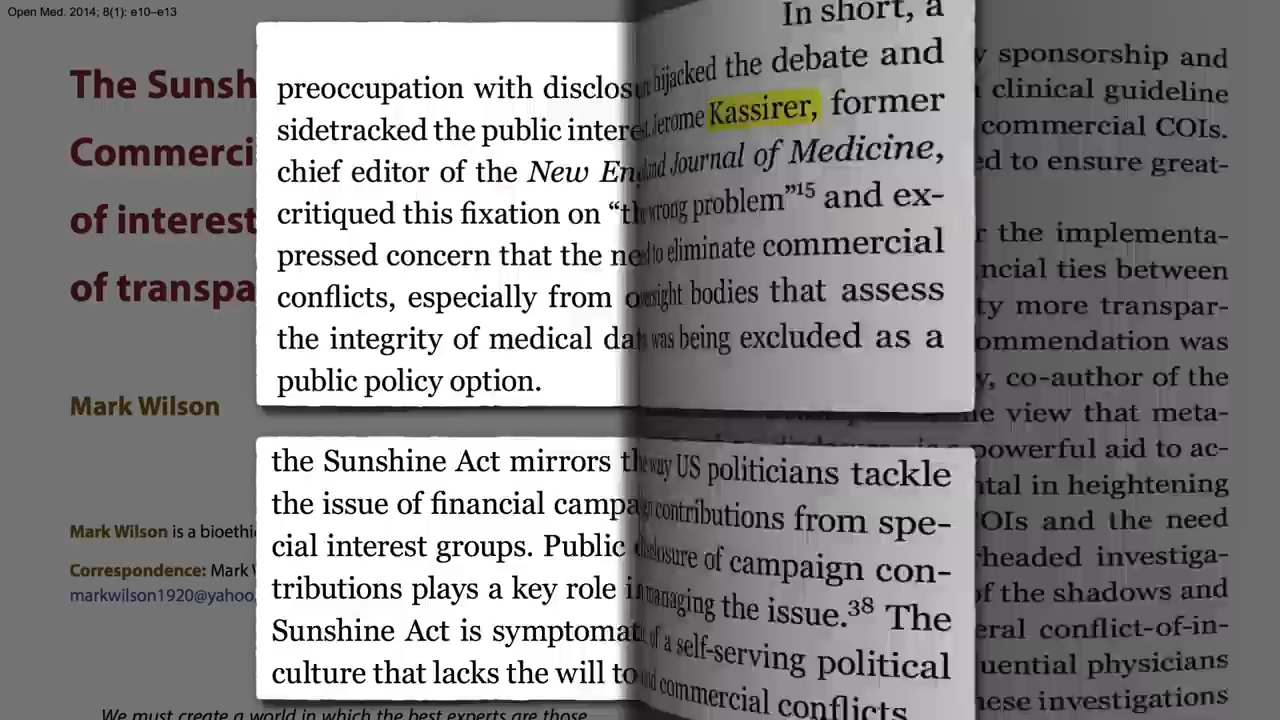 Open Med. 2014; 8(1): e10–e13
The Sunsh
Commerci
of interest
of transpa
Mark Wilson
Mark Wilson is a bioethi
Correspondence: Mark
markwilson1920@yahoo,
We must create a world in which the best experts are those
In short, a
preoccupation with disclosure hijacked the debate and
sidetracked the public interest. Jerome Kassirer, former
chief editor of the New England Journal of Medicine,
critiqued this fixation on “the wrong problem”15 and ex-
pressed concern that the need to eliminate commercial
conflicts, especially from oversight bodies that assess
the integrity of medical data was being excluded as a
public policy option.
the Sunshine Act mirrors the way US politicians tackle
the issue of financial campaign contributions from spe-
cial interest groups. Public disclosure of campaign con-
tributions plays a key role in managing the issue.38 The
Sunshine Act is symptomatic of a self-serving political
culture that lacks the will to end commercial conflicts
sponsorship and
clinical guideline
commercial COIs.
ed to ensure great-
r the implementa-
ncial ties between
ty more transpar-
ommendation was
y, co-author of the
e view that meta-
powerful aid to ac-
ntal in heightening
OIs and the need
rheaded investiga-
of the shadows and
eral conflict-of-in-
uential physicians
hese investigations